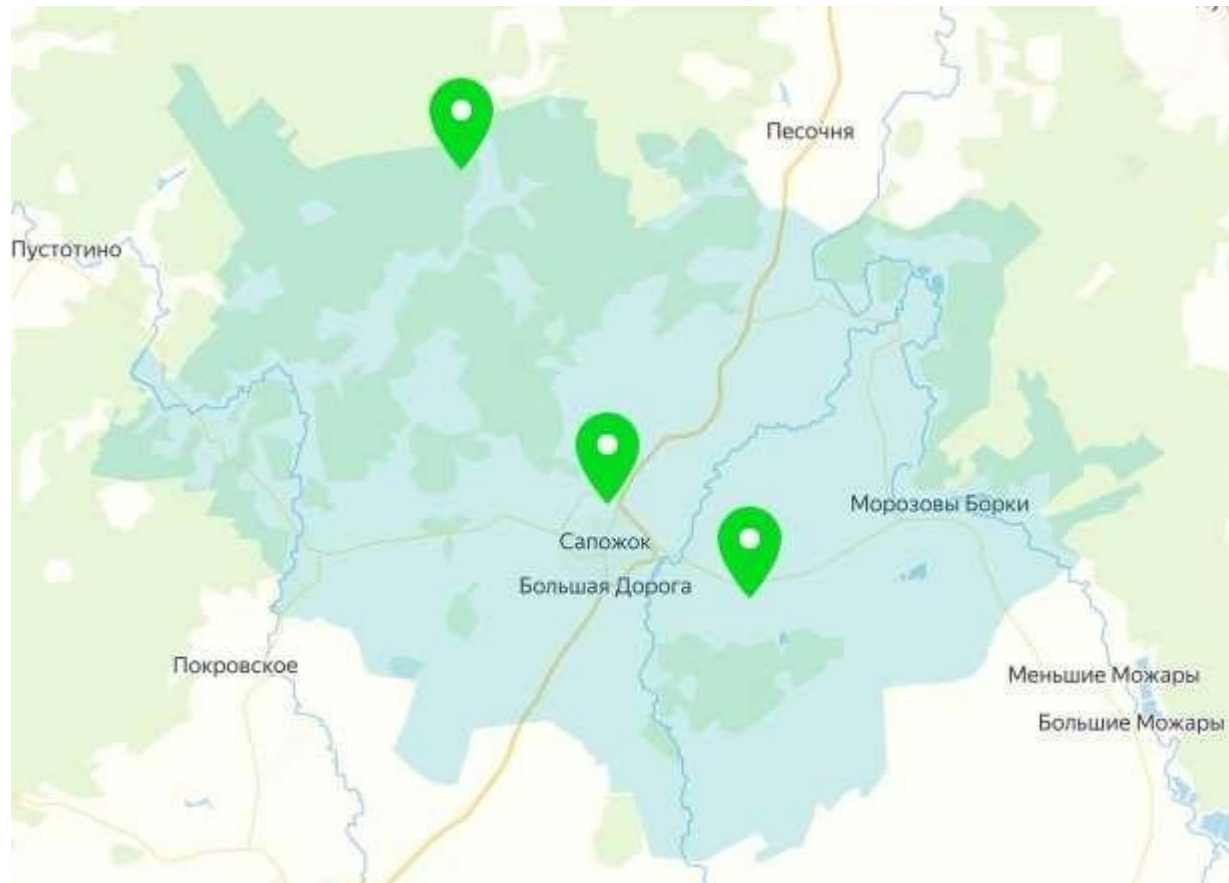 Песочня
Пустотино
Морозовы Борки
Сапожок
Большая Дорога
Покровское
Меньшие Можары
Большие Можары